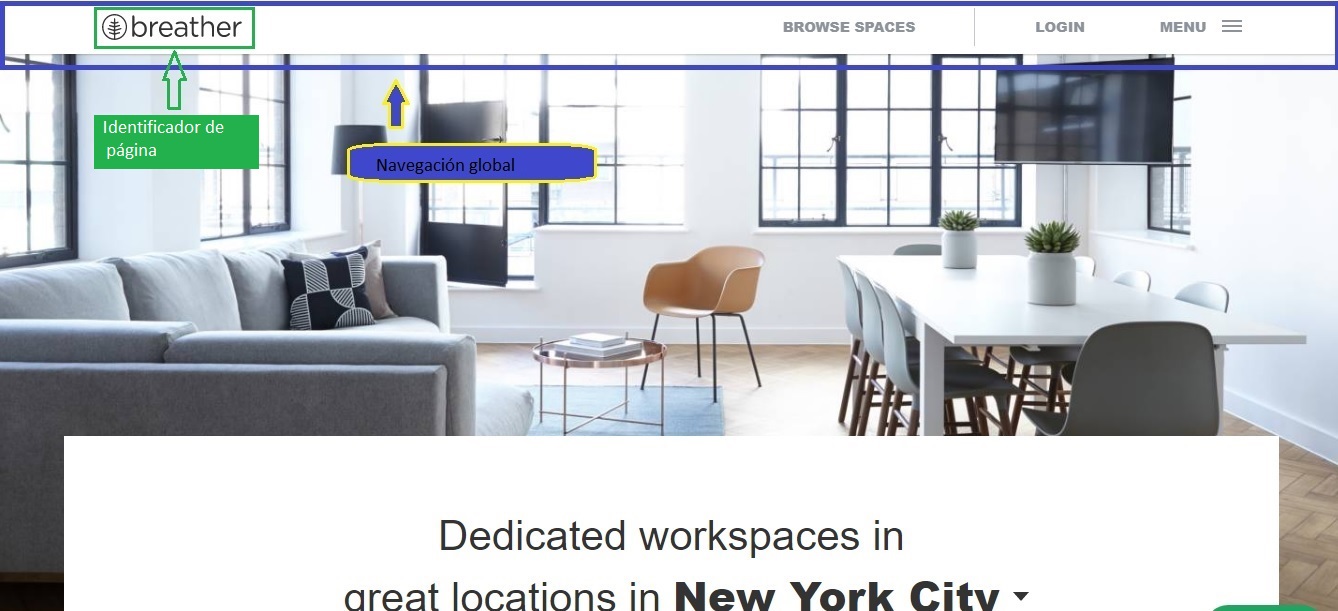 breather
BROWSE SPACES
LOGIN
MENU
Identificador de
página
Navegación global
Dedicated workspaces in
great locations in New York City